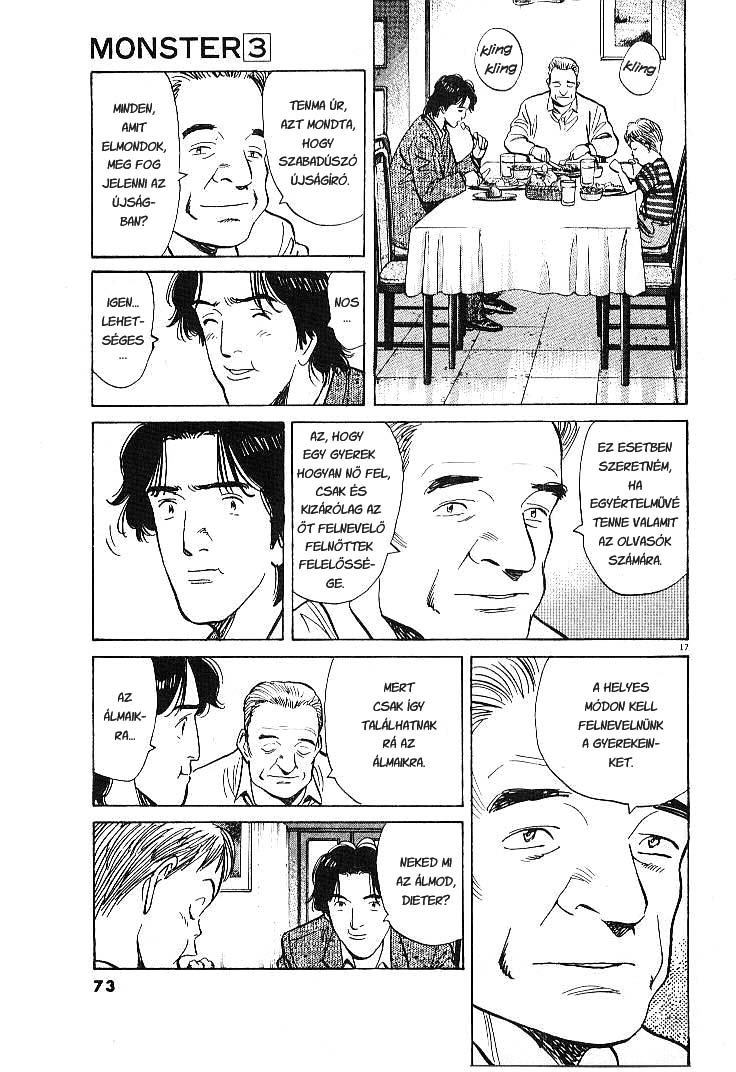 MONSTER 3
kling
kling
kling
TENMA ÚR,
AZT MONDTA,
HOGY
SZABADÚSZÓ
ÚJSÁGÍRÓ.
MINDEN,
AMIT
ELMONDOK,
MEG FOG
JELENNI AZ
ÚJSÁG-
BAN?
NOS
...
IGEN...
LEHET-
SÉGES
...
EZ ESETBEN
SZERETNÉM,
HA
EGYÉRTELMŰVÉ
TENNE VALAMIT
AZ OLVASÓK
SZÁMÁRA.
AZ, HOGY
EGY GYEREK
HOGYAN NŐ FEL,
CSAK ÉS
KIZÁRÓLAG AZ
ŐT FELNEVELŐ
FELNŐTTEK
FELELŐSSÉ-
GE.
17
A HELYES
MÓDON KELL
FELNEVELNÜNK
A GYEREKEIN-
KET.
MERT
CSAK ÍGY
TALÁLHATNAK
RÁ AZ
ÁLMAIKRA.
AZ
ÁLMAIK-
RA...
NEKED MI
AZ ÁLMOD,
DIETER?
73